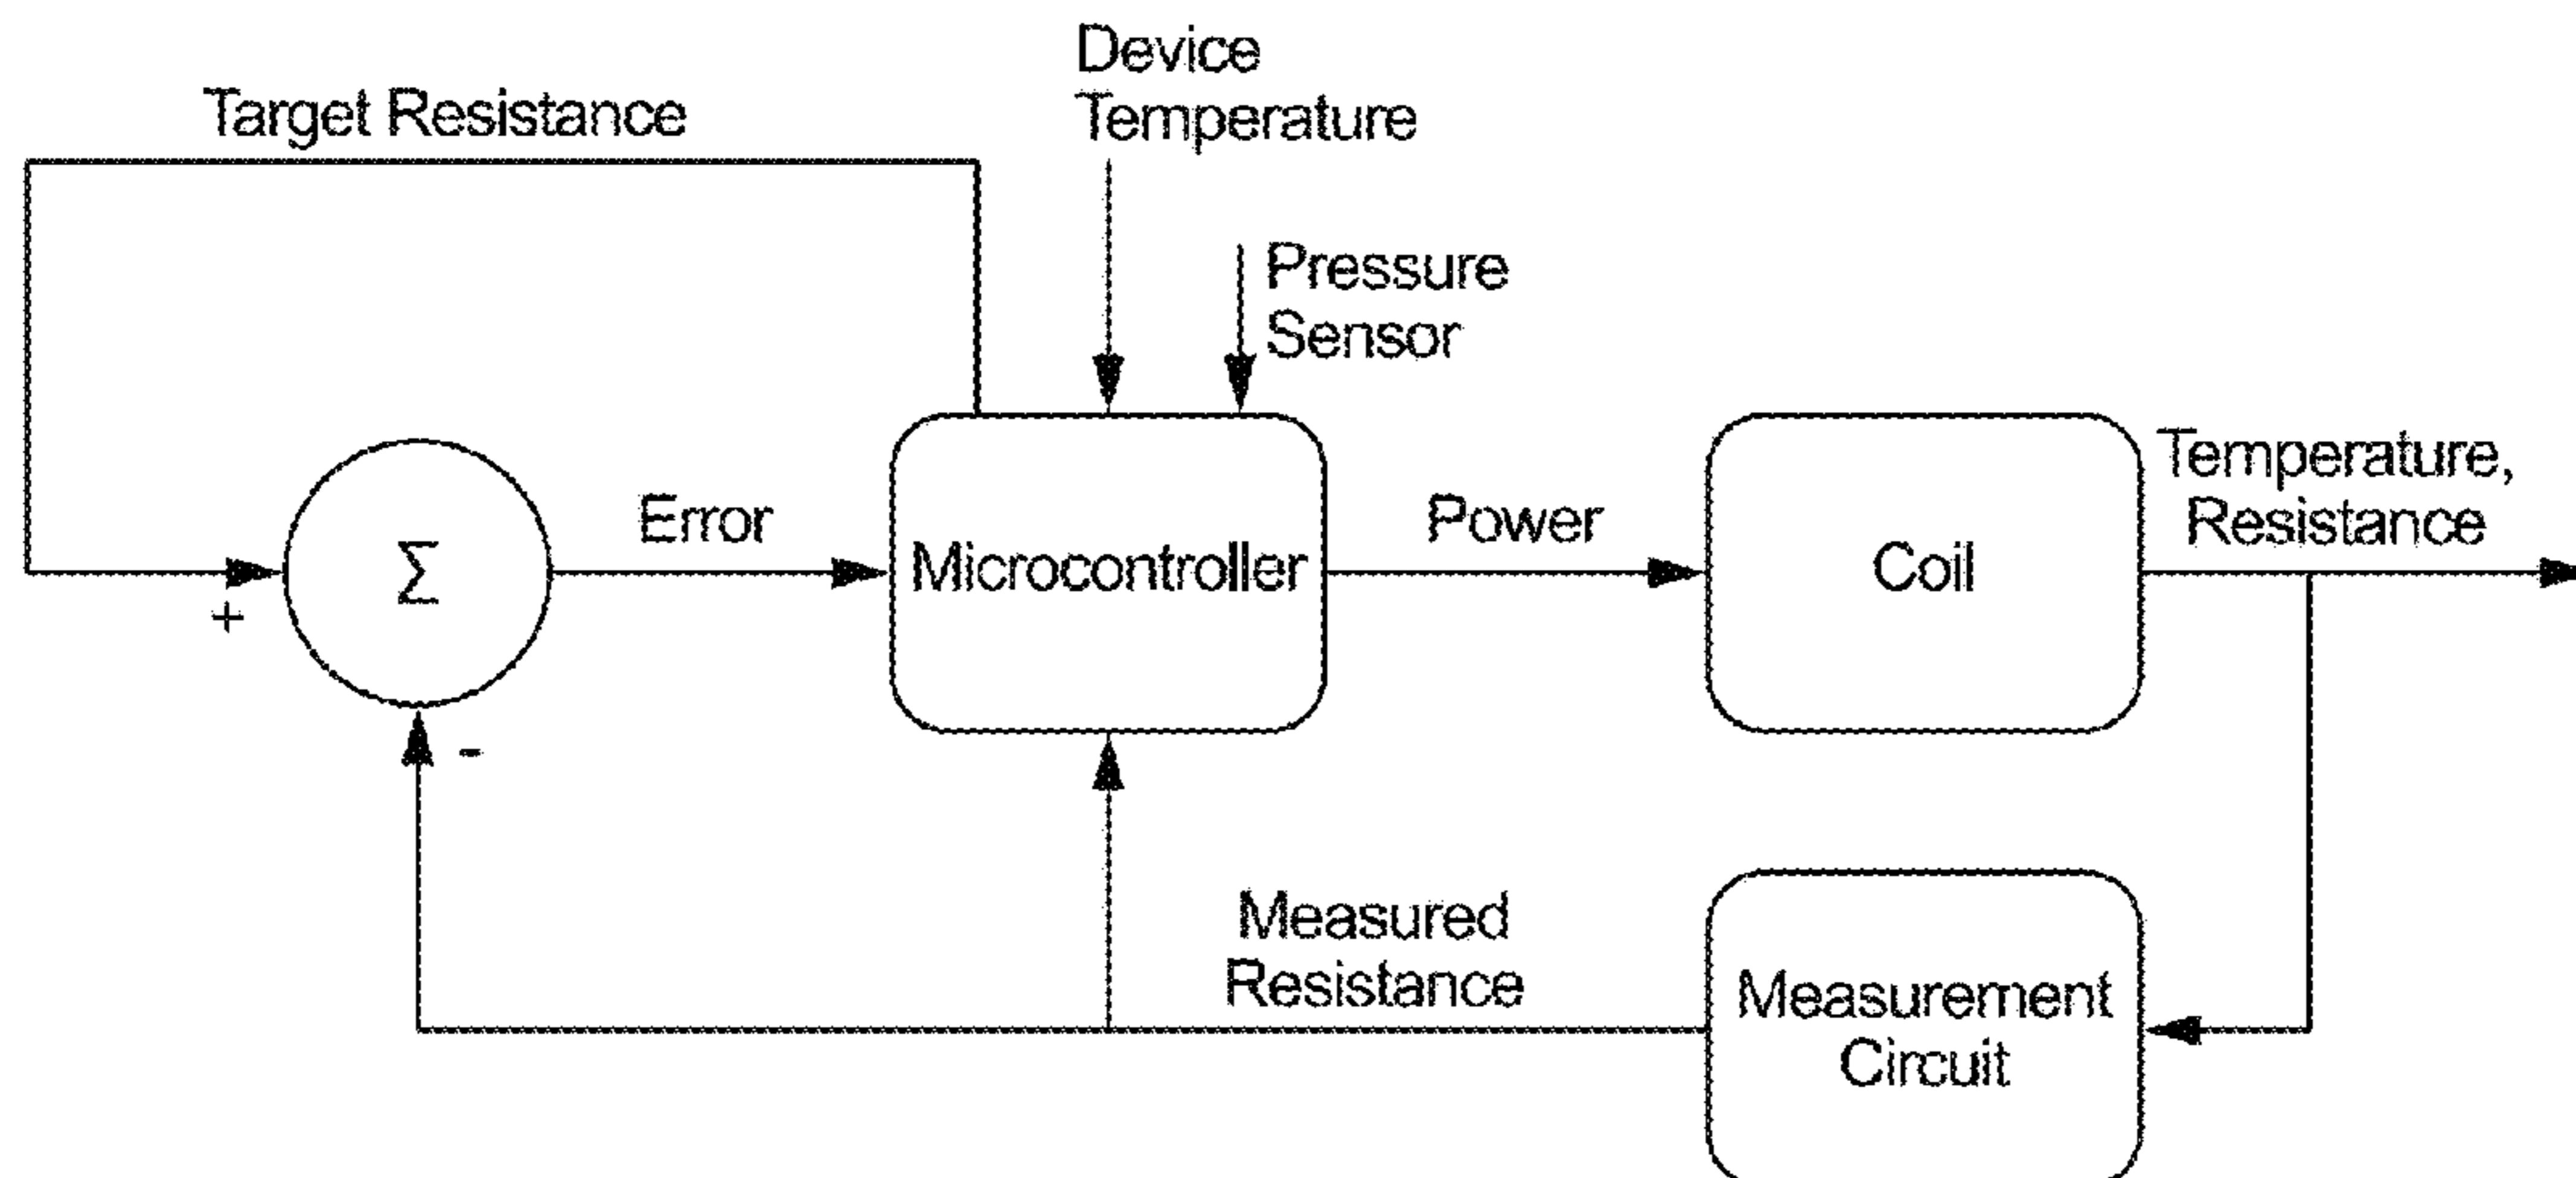 Device
Temperature
Target Resistance
Pressure
Sensor
Temperature,
Resistance
Error
Power
Σ
Microcontroller
Coil
+
-
Measured
Resistance
Measurement
Circuit